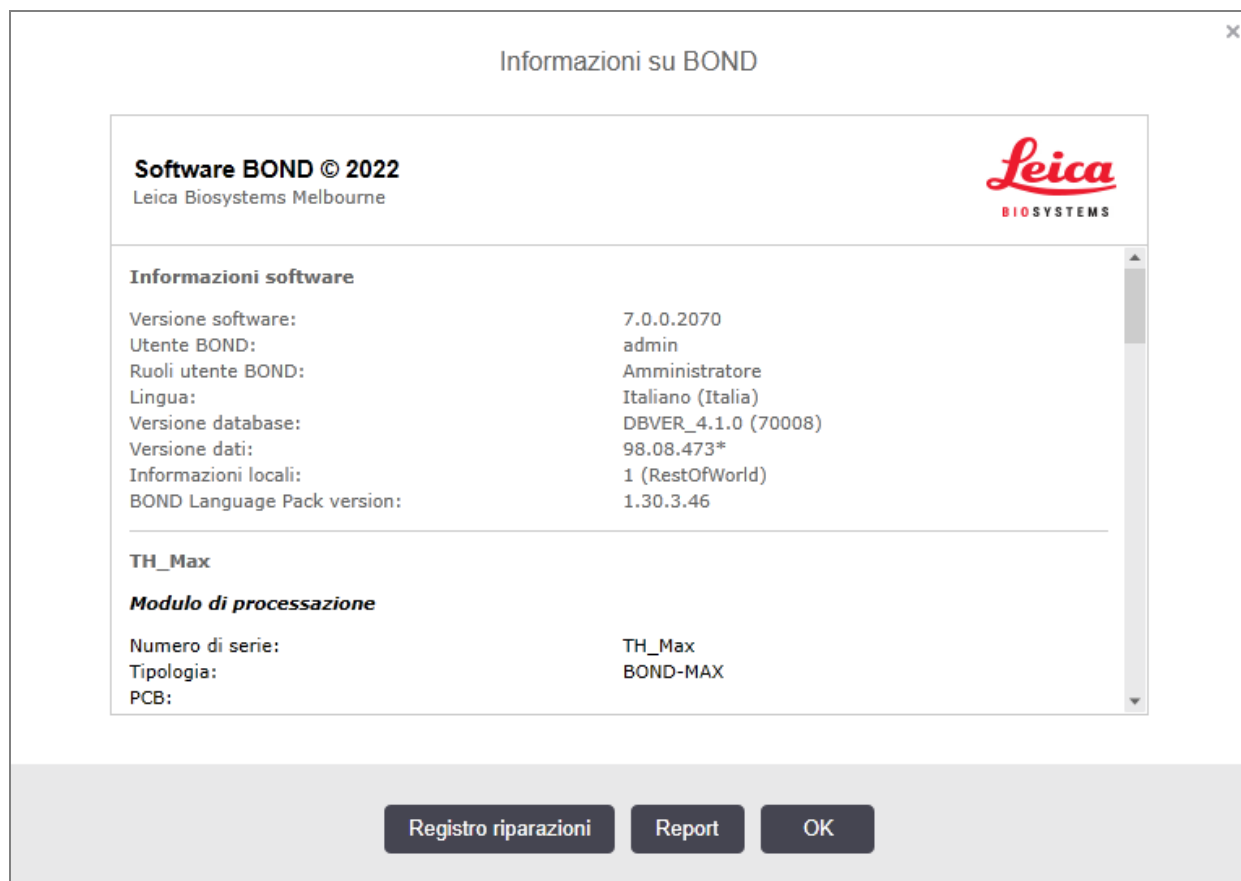 ×
Informazioni su BOND
Software BOND © 2022
Leica Biosystems Melbourne
Leica
BIOSYSTEMS
Informazioni software
Versione software: 7.0.0.2070
Utente BOND: admin
Ruoli utente BOND: Amministratore
Lingua: Italiano (Italia)
Versione database: DBVER_4.1.0 (70008)
Versione dati: 98.08.473*
Informazioni locali: 1 (RestOfWorld)
BOND Language Pack version: 1.30.3.46
TH_Max
Modulo di processazione
Numero di serie: TH_Max
Tipologia: BOND-MAX
PCB:
Registro riparazioni Report OK